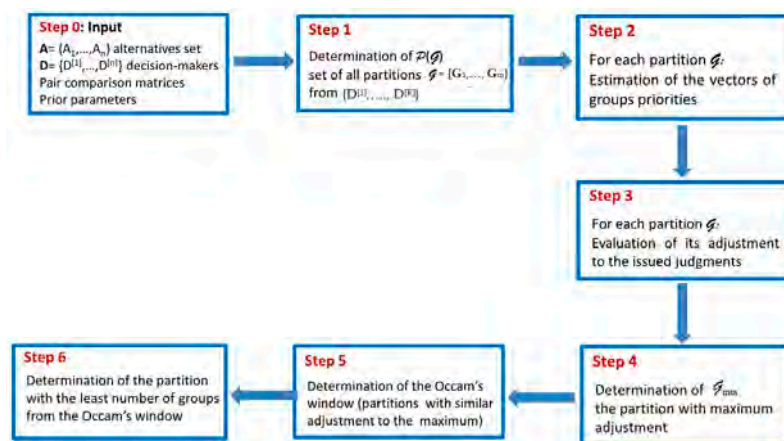 Step 0: Input
A= {A₁,...,Aₙ} alternatives set
D= {D[1],...,D[n]} decision-makers
Pair comparison matrices
Prior parameters
Step 1
Determination of 𝒫(𝒢)
set of all partitions 𝒢 = {G₁,..., Gₘ}
from {D[1],...., D[K]}
Step 2
For each partition 𝒢:
Estimation of the vectors of
groups priorities
Step 3
For each partition 𝒢:
Evaluation of its adjustment
to the issued judgments
Step 4
Determination of 𝒢max
the partition with maximum
adjustment
Step 5
Determination of the Occam's
window (partitions with similar
adjustment to the maximum)
Step 6
Determination of the partition
with the least number of groups
from the Occam's window